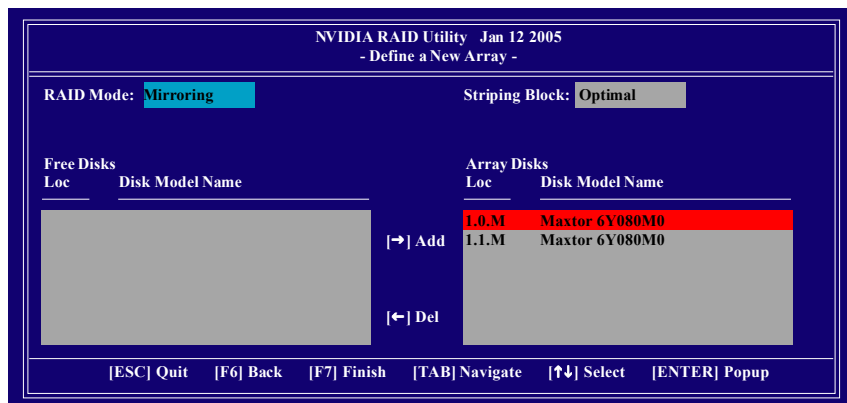 NVIDIA RAID Utility Jan 12 2005
- Define a New Array -
RAID Mode: Mirroring
Striping Block: Optimal
Free Disks
Loc Disk Model Name
Array Disks
Loc Disk Model Name
1.0.M Maxtor 6Y080M0
1.1.M Maxtor 6Y080M0
[→] Add
[←] Del
[ESC] Quit [F6] Back [F7] Finish [TAB] Navigate [↑↓] Select [ENTER] Popup